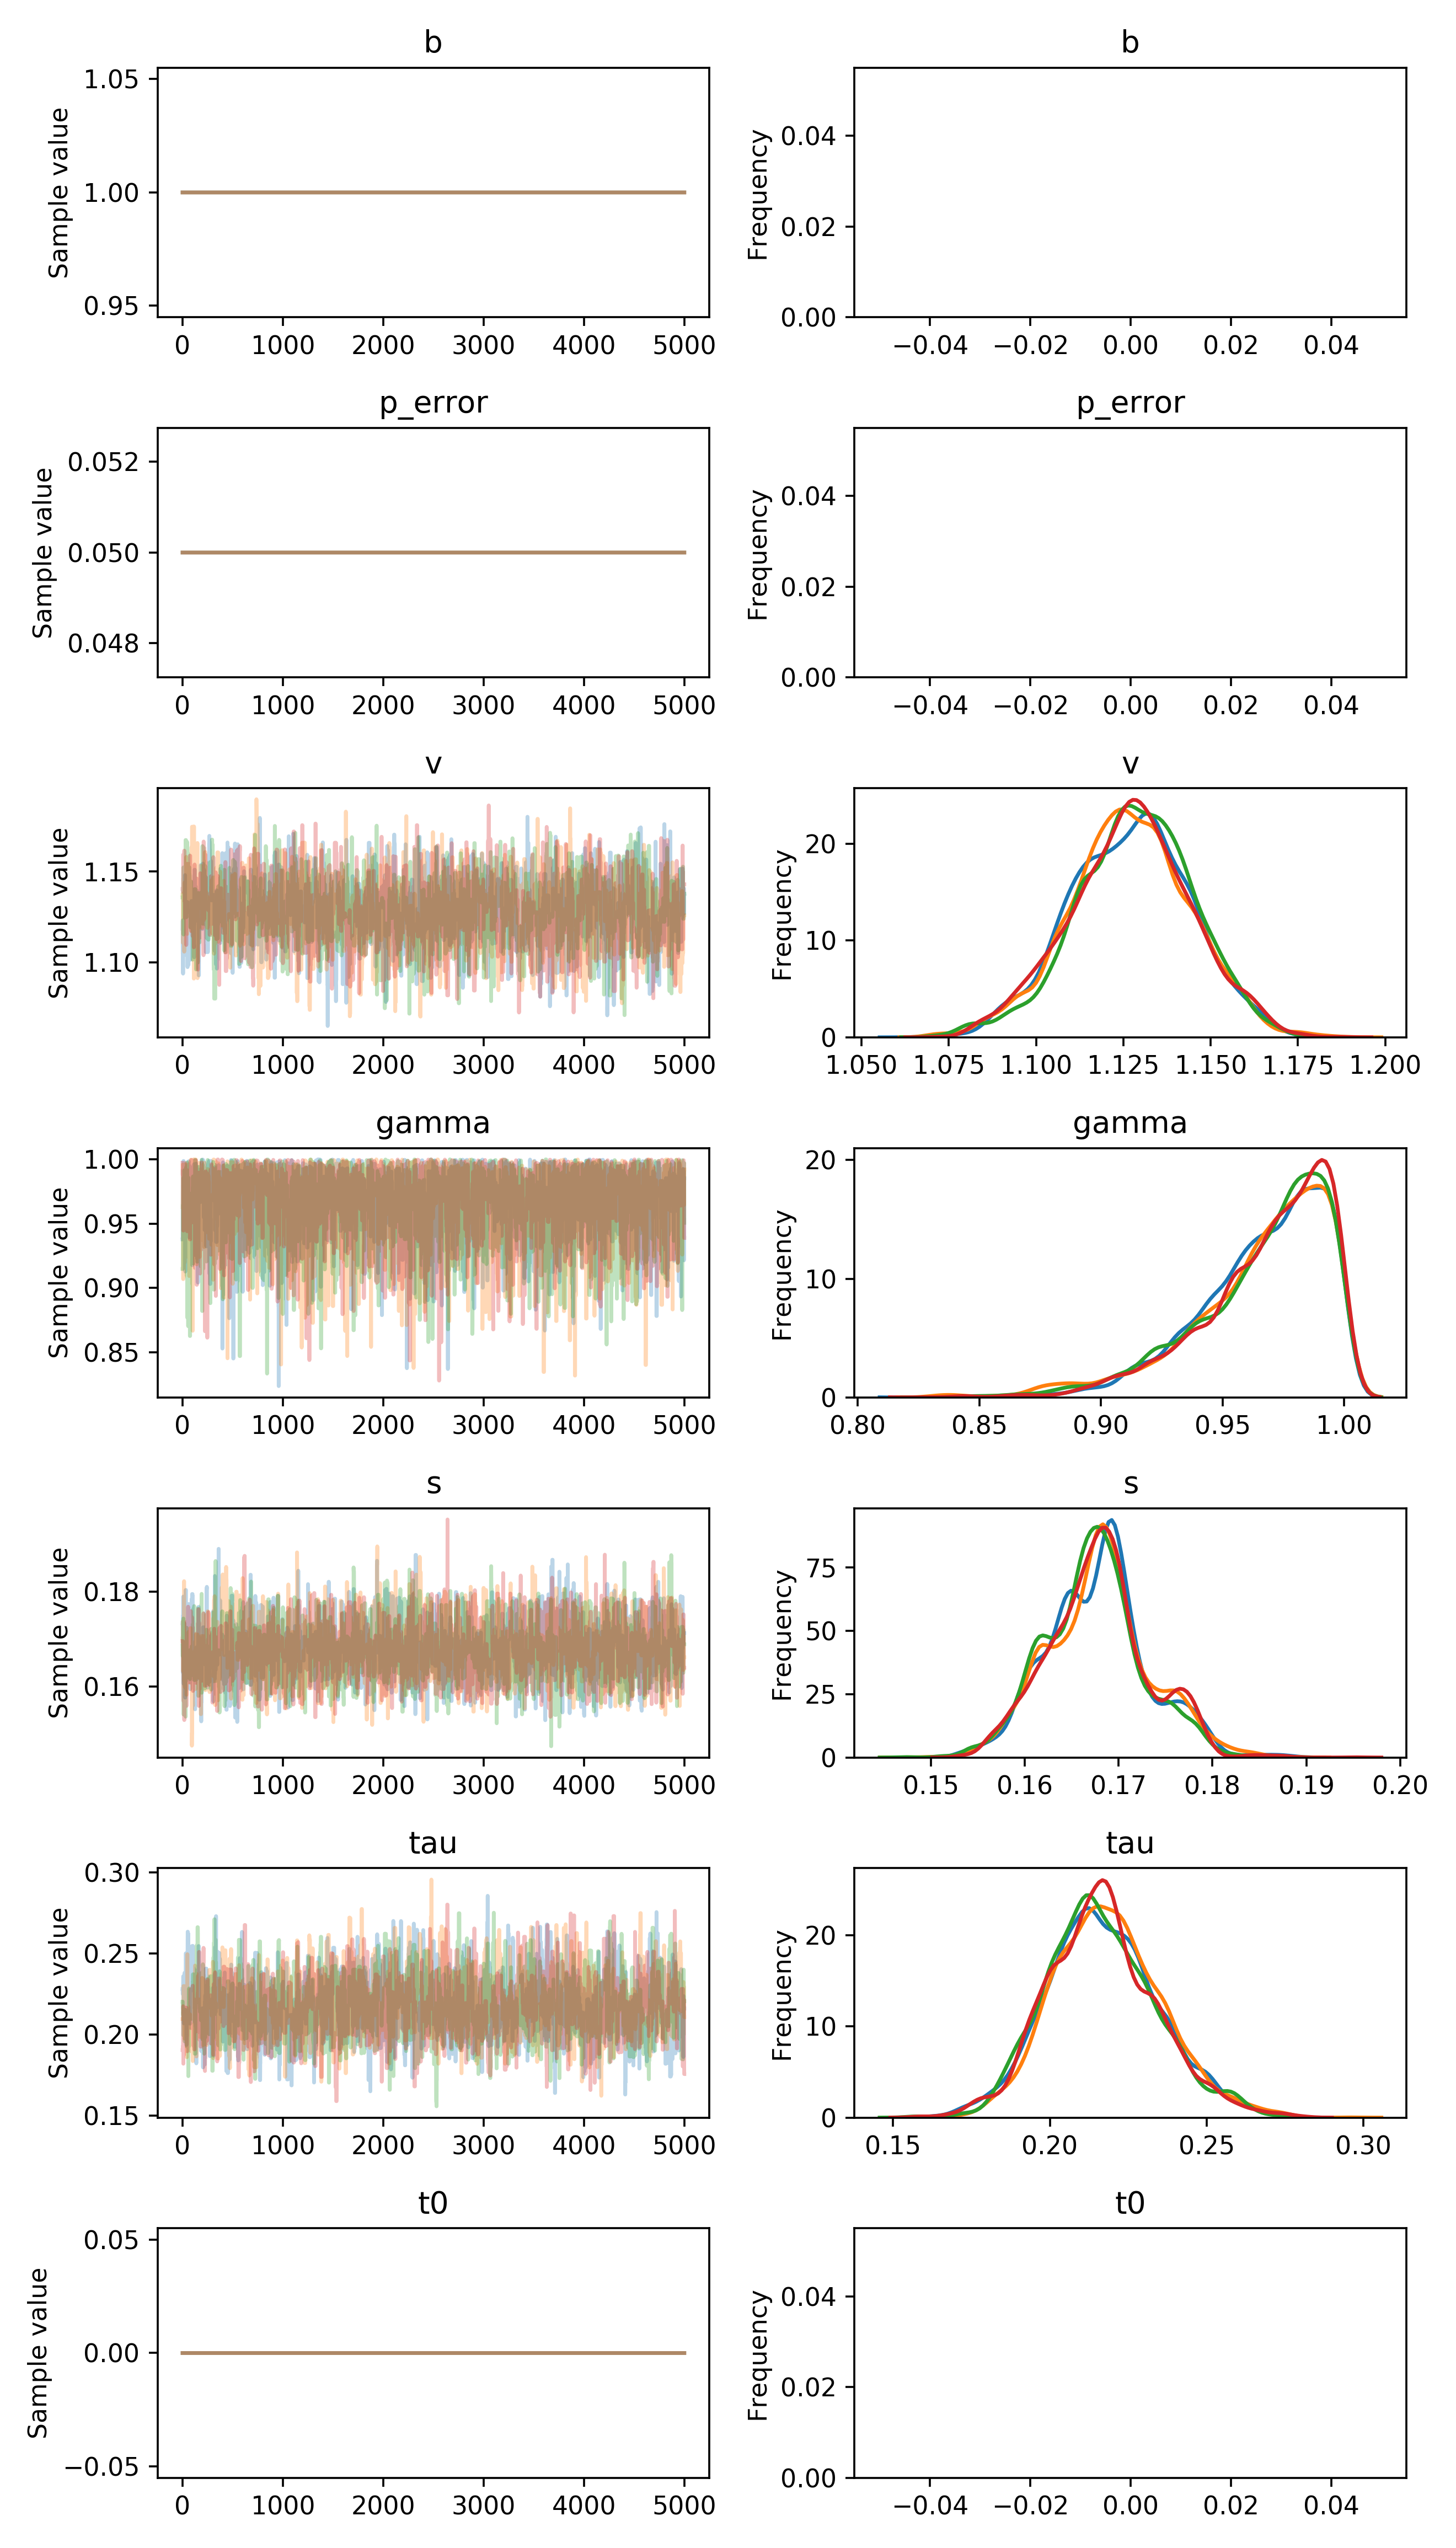 b
b
Sample value
1.05
1.00
0.95
0 1000 2000 3000 4000 5000
Frequency
0.04
0.02
0.00
−0.04 −0.02 0.00 0.02 0.04
p_error
p_error
Sample value
0.052
0.050
0.048
0 1000 2000 3000 4000 5000
Frequency
0.04
0.02
0.00
−0.04 −0.02 0.00 0.02 0.04
v
v
Sample value
1.15
1.10
0 1000 2000 3000 4000 5000
Frequency
20
10
0
1.050 1.075 1.100 1.125 1.150 1.175 1.200
gamma
gamma
Sample value
1.00
0.95
0.90
0.85
0 1000 2000 3000 4000 5000
Frequency
20
10
0
0.80 0.85 0.90 0.95 1.00
s
s
Sample value
0.18
0.16
0 1000 2000 3000 4000 5000
Frequency
75
50
25
0
0.15 0.16 0.17 0.18 0.19 0.20
tau
tau
Sample value
0.30
0.25
0.20
0.15
0 1000 2000 3000 4000 5000
Frequency
20
10
0
0.15 0.20 0.25 0.30
t0
t0
Sample value
0.05
0.00
−0.05
0 1000 2000 3000 4000 5000
Frequency
0.04
0.02
0.00
−0.04 −0.02 0.00 0.02 0.04